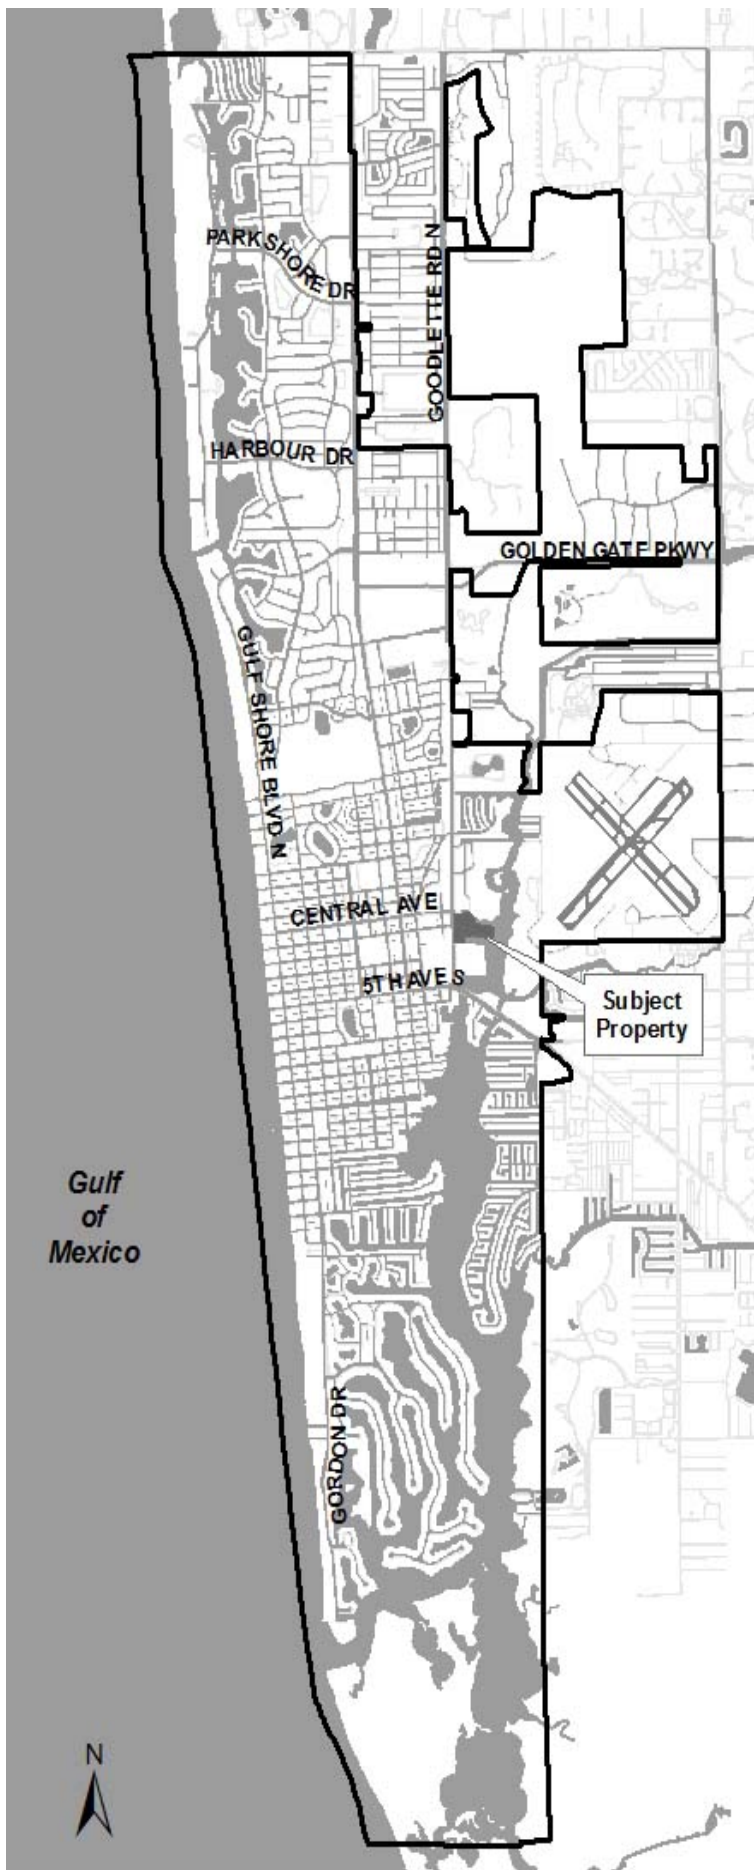 PARK SHORE DR
GOODLETTE RD N
HARBOUR DR
GOLDEN GATE PKWY
GULF SHORE BLVD N
CENTRAL AVE
5TH AVE S
Subject
Property
Gulf
of
Mexico
GORDON DR
N